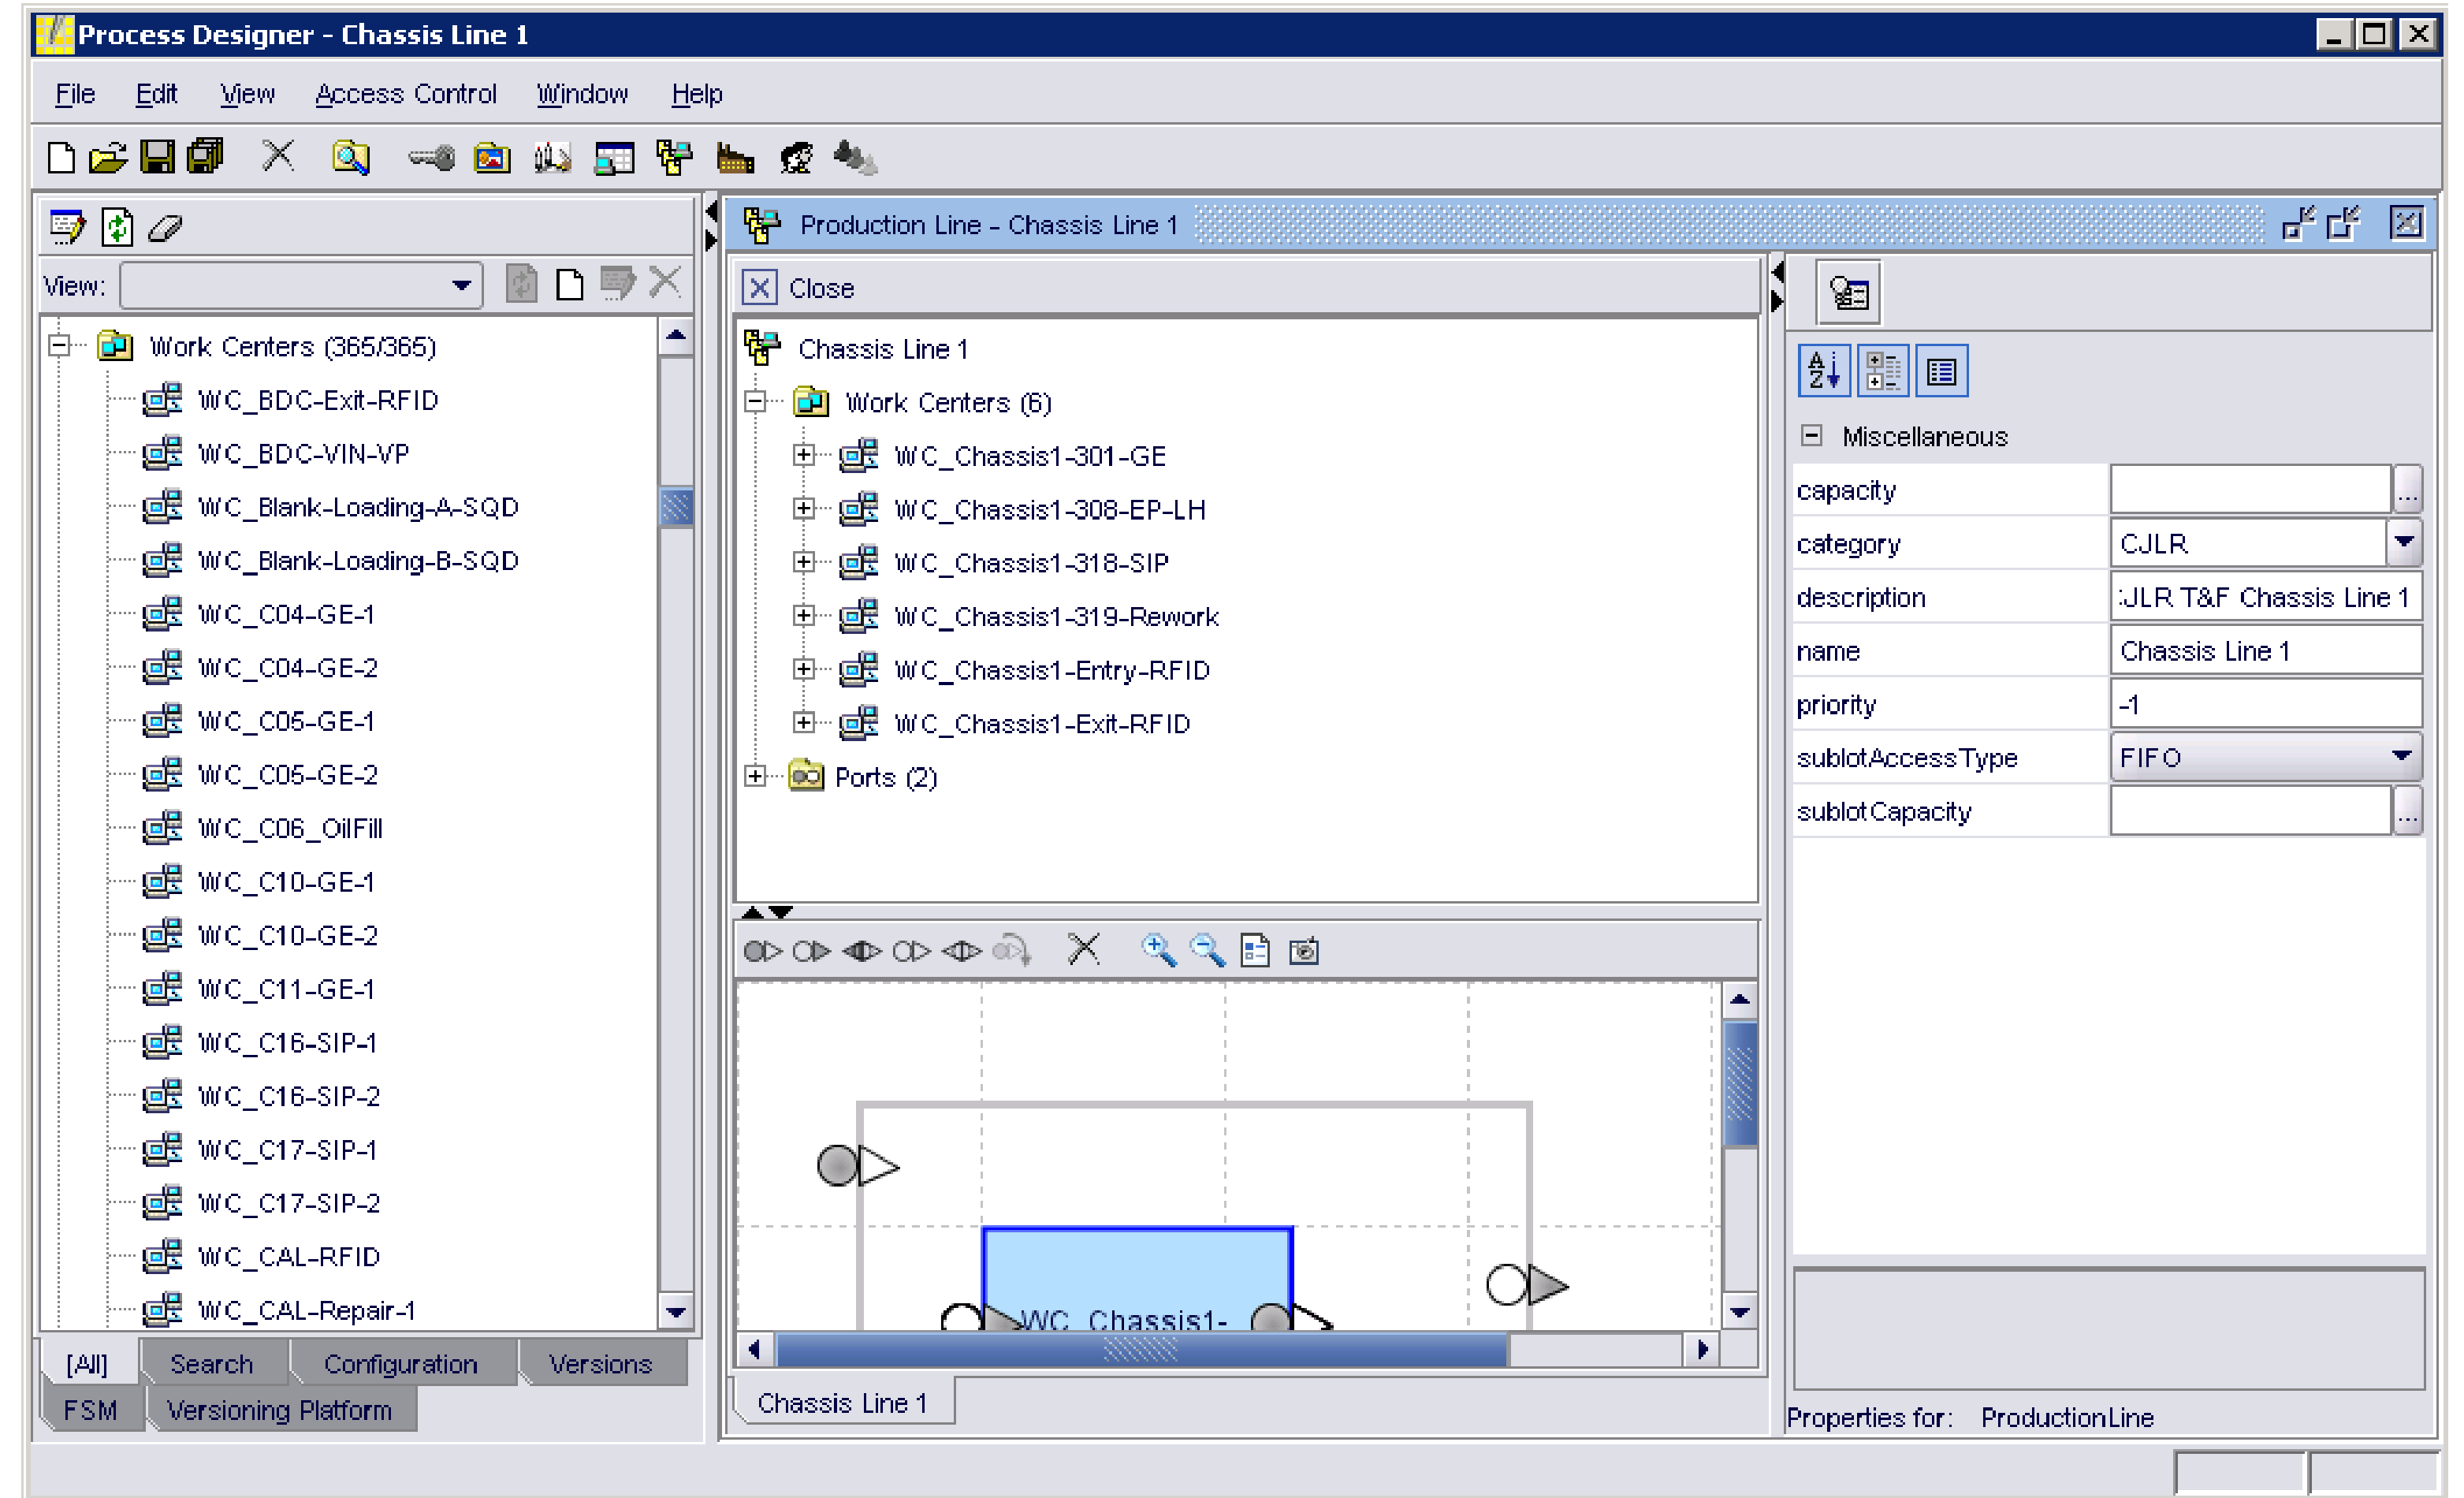 Process Designer - Chassis Line 1
File Edit View Access Control Window Help
View:
Work Centers (365/365)
WC_BDC-Exit-RFID
WC_BDC-VIN-VP
WC_Blank-Loading-A-SQD
WC_Blank-Loading-B-SQD
WC_C04-GE-1
WC_C04-GE-2
WC_C05-GE-1
WC_C05-GE-2
WC_C06_OilFill
WC_C10-GE-1
WC_C10-GE-2
WC_C11-GE-1
WC_C16-SIP-1
WC_C16-SIP-2
WC_C17-SIP-1
WC_C17-SIP-2
WC_CAL-RFID
WC_CAL-Repair-1
[All] Search Configuration Versions
FSM Versioning Platform
Production Line - Chassis Line 1
Close
Chassis Line 1
Work Centers (6)
WC_Chassis1-301-GE
WC_Chassis1-308-EP-LH
WC_Chassis1-318-SIP
WC_Chassis1-319-Rework
WC_Chassis1-Entry-RFID
WC_Chassis1-Exit-RFID
Ports (2)
WC_Chassis1-
Chassis Line 1
Miscellaneous
capacity ...
category CJLR
description JLR T&F Chassis Line 1
name Chassis Line 1
priority -1
sublotAccessType FIFO
sublotCapacity ...
Properties for: ProductionLine